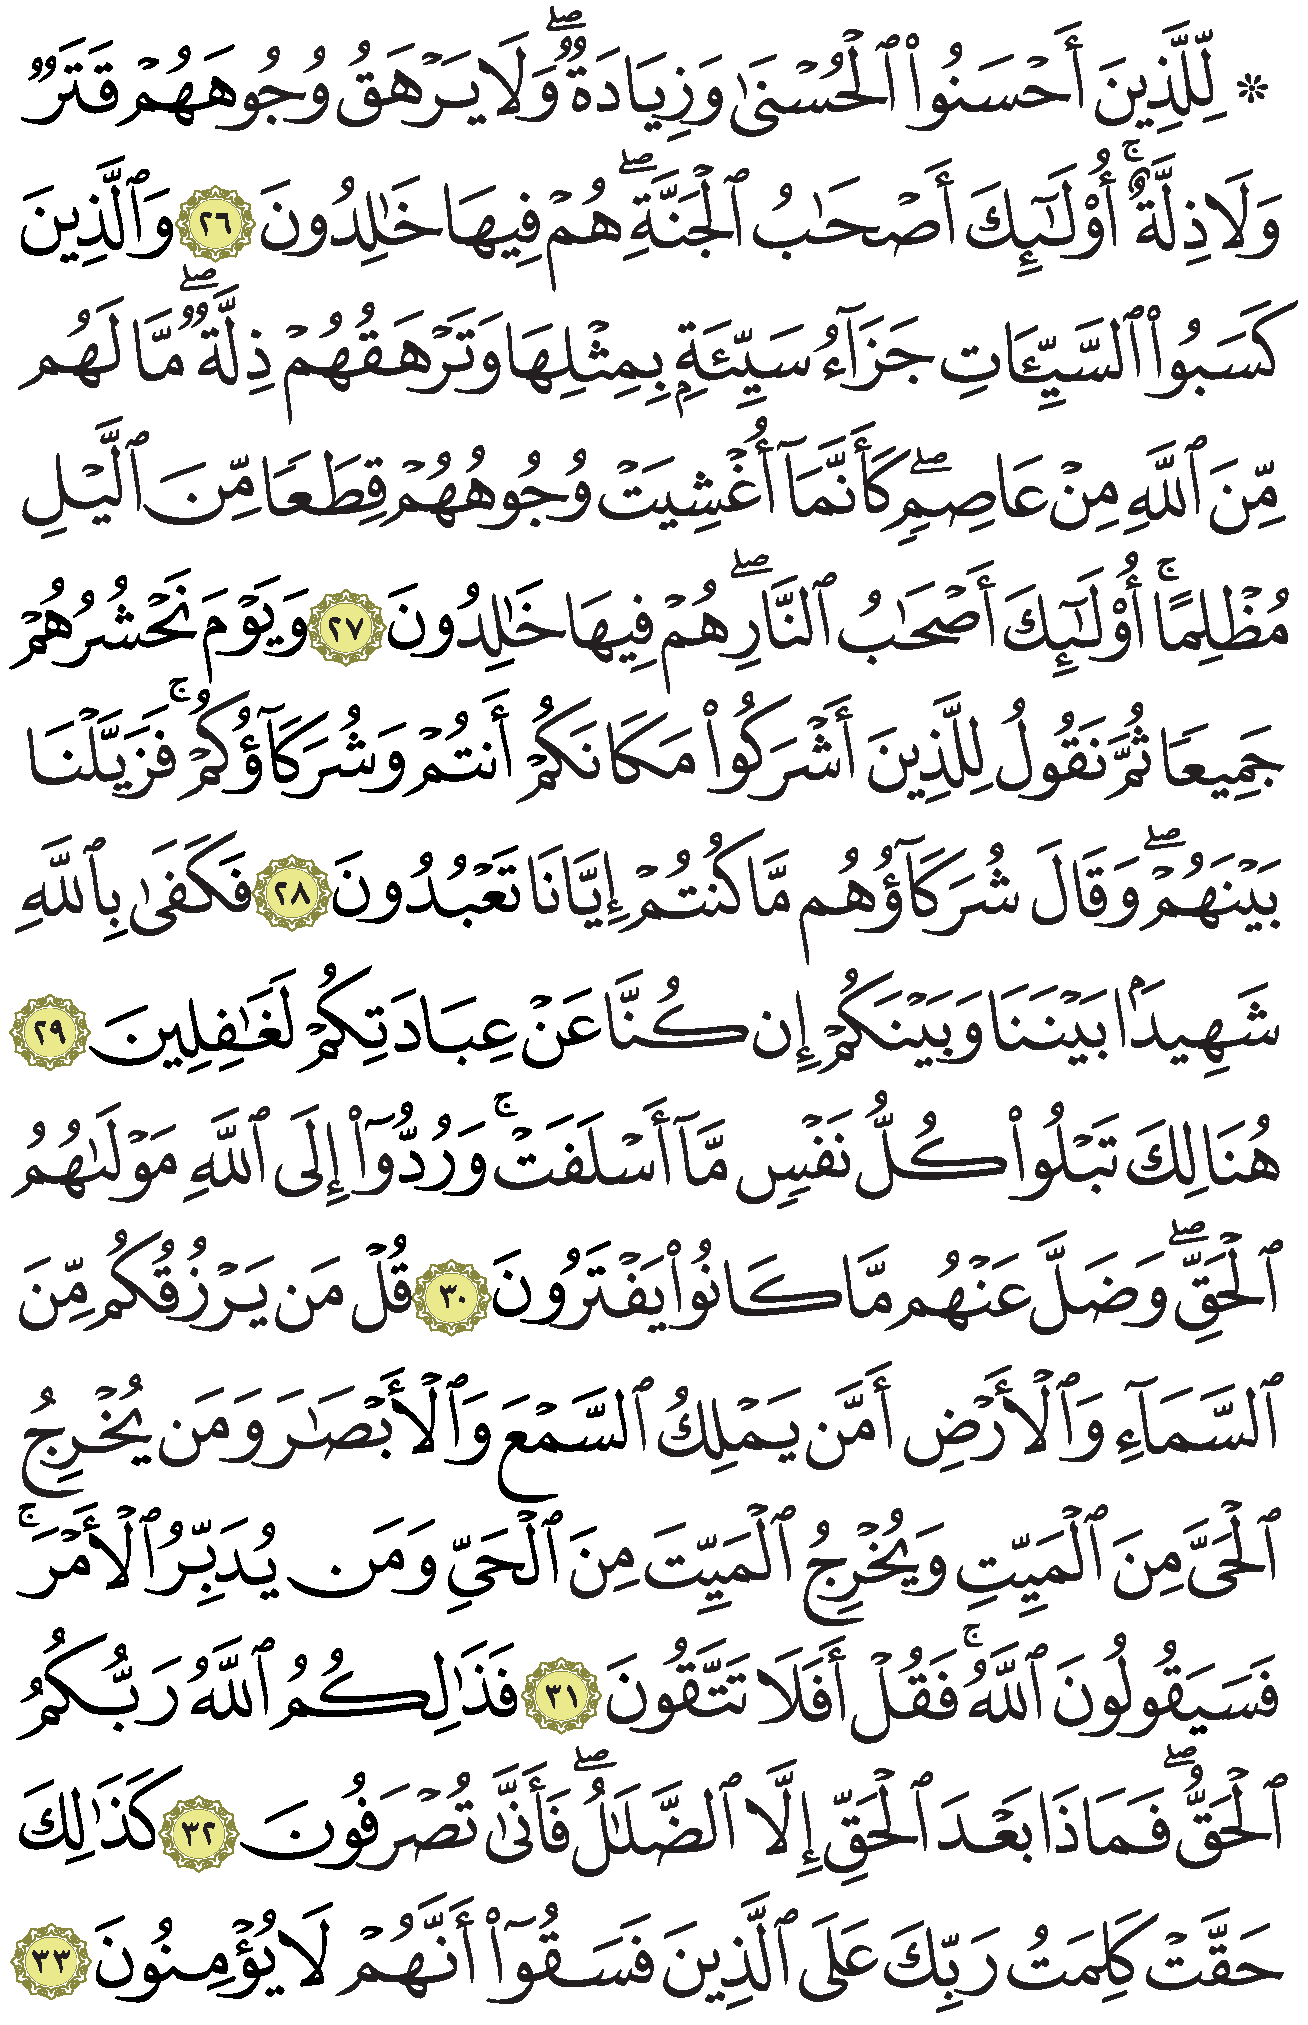 ۞ لِّلَّذِينَ أَحْسَنُوا۟ ٱلْحُسْنَىٰ وَزِيَادَةٌ ۖ وَلَا يَرْهَقُ وُجُوهَهُمْ قَتَرٌ
وَلَا ذِلَّةٌ ۚ أُو۟لَـٰٓئِكَ أَصْحَـٰبُ ٱلْجَنَّةِ ۖ هُمْ فِيهَا خَـٰلِدُونَ ٢٦ وَٱلَّذِينَ
كَسَبُوا۟ ٱلسَّيِّـَٔاتِ جَزَآءُ سَيِّئَةٍۭ بِمِثْلِهَا وَتَرْهَقُهُمْ ذِلَّةٌ ۖ مَّا لَهُم
مِّنَ ٱللَّهِ مِنْ عَاصِمٍ ۖ كَأَنَّمَآ أُغْشِيَتْ وُجُوهُهُمْ قِطَعًا مِّنَ ٱلَّيْلِ
مُظْلِمًا ۚ أُو۟لَـٰٓئِكَ أَصْحَـٰبُ ٱلنَّارِ ۖ هُمْ فِيهَا خَـٰلِدُونَ ٢٧ وَيَوْمَ نَحْشُرُهُمْ
جَمِيعًا ثُمَّ نَقُولُ لِلَّذِينَ أَشْرَكُوا۟ مَكَانَكُمْ أَنتُمْ وَشُرَكَآؤُكُمْ ۚ فَزَيَّلْنَا
بَيْنَهُمْ ۖ وَقَالَ شُرَكَآؤُهُم مَّا كُنتُمْ إِيَّانَا تَعْبُدُونَ ٢٨ فَكَفَىٰ بِٱللَّهِ
شَهِيدًۢا بَيْنَنَا وَبَيْنَكُمْ إِن كُنَّا عَنْ عِبَادَتِكُمْ لَغَـٰفِلِينَ ٢٩
هُنَالِكَ تَبْلُوا۟ كُلُّ نَفْسٍ مَّآ أَسْلَفَتْ ۚ وَرُدُّوٓا۟ إِلَى ٱللَّهِ مَوْلَىٰهُمُ
ٱلْحَقِّ ۖ وَضَلَّ عَنْهُم مَّا كَانُوا۟ يَفْتَرُونَ ٣٠ قُلْ مَن يَرْزُقُكُم مِّنَ
ٱلسَّمَآءِ وَٱلْأَرْضِ أَمَّن يَمْلِكُ ٱلسَّمْعَ وَٱلْأَبْصَـٰرَ وَمَن يُخْرِجُ
ٱلْحَىَّ مِنَ ٱلْمَيِّتِ وَيُخْرِجُ ٱلْمَيِّتَ مِنَ ٱلْحَىِّ وَمَن يُدَبِّرُ ٱلْأَمْرَ ۚ
فَسَيَقُولُونَ ٱللَّهُ ۚ فَقُلْ أَفَلَا تَتَّقُونَ ٣١ فَذَٰلِكُمُ ٱللَّهُ رَبُّكُمُ
ٱلْحَقُّ ۖ فَمَاذَا بَعْدَ ٱلْحَقِّ إِلَّا ٱلضَّلَـٰلُ ۖ فَأَنَّىٰ تُصْرَفُونَ ٣٢ كَذَٰلِكَ
حَقَّتْ كَلِمَتُ رَبِّكَ عَلَى ٱلَّذِينَ فَسَقُوٓا۟ أَنَّهُمْ لَا يُؤْمِنُونَ ٣٣